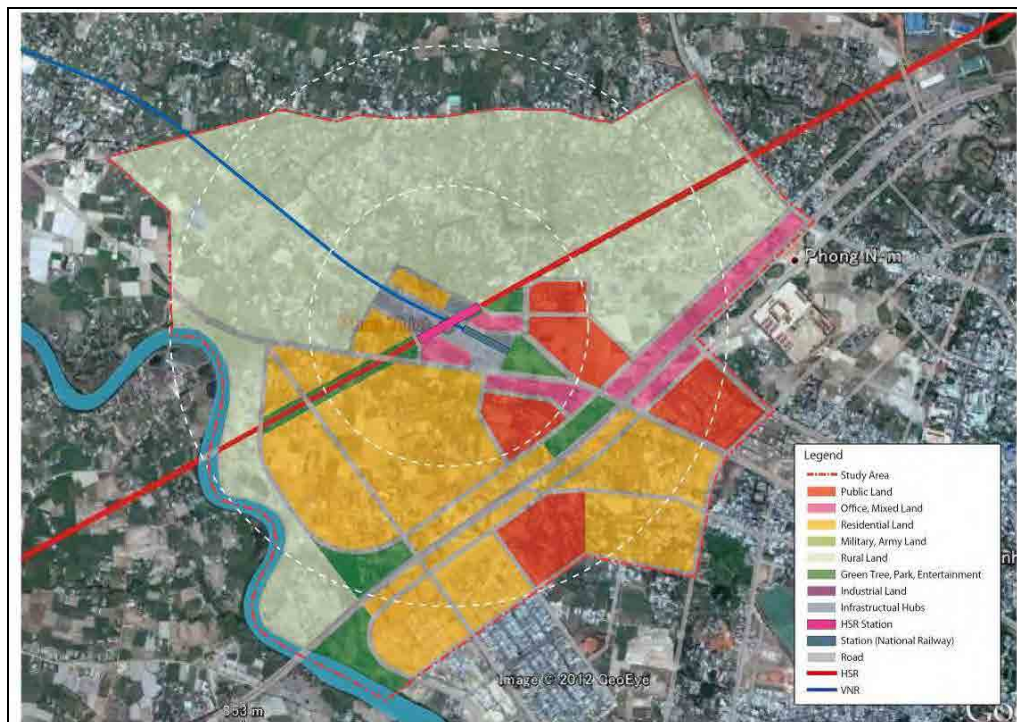 Phong N-m
Legend
Study Area
Public Land
Office, Mixed Land
Residential Land
Military, Army Land
Rural Land
Green Tree, Park, Entertainment
Industrial Land
Infrastructual Hubs
HSR Station
Station (National Railway)
Road
HSR
VNR
Image © 2012 GeoEye
853 m